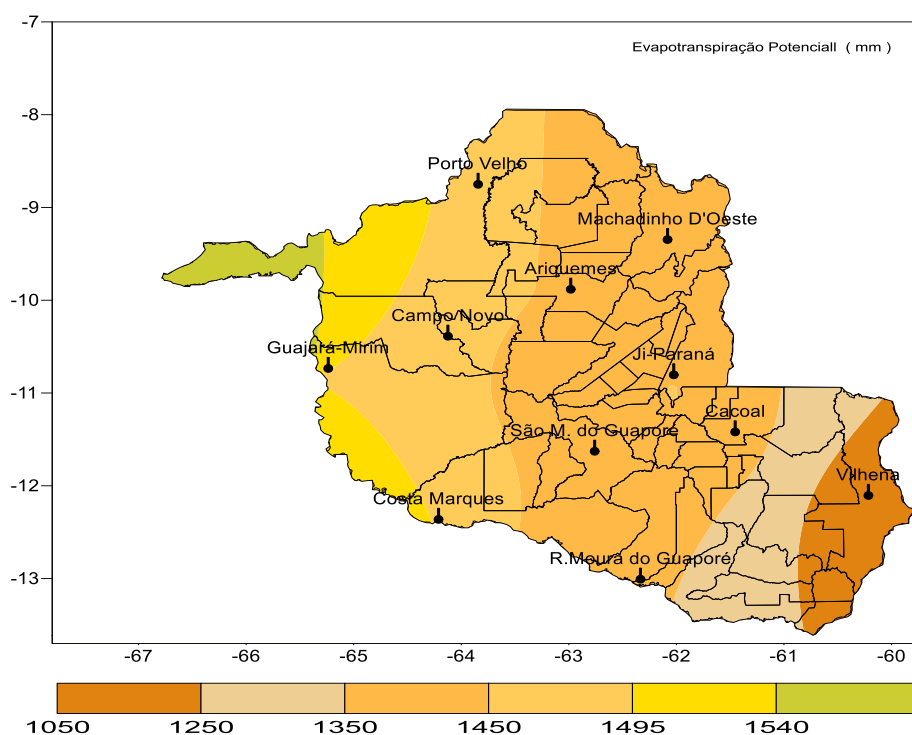 -7
Evapotranspiração Potenciall ( mm )
-8
Porto Velho
-9
Machadinho D'Oeste
Ariquemes
-10
Campo Novo
Guajará-Mirim
Ji-Paraná
-11
Cacoal
São M. do Guaporé
-12
Vilhena
Costa Marques
R.Moura do Guaporé
-13
-67 -66 -65 -64 -63 -62 -61 -60
1050 1250 1350 1450 1495 1540